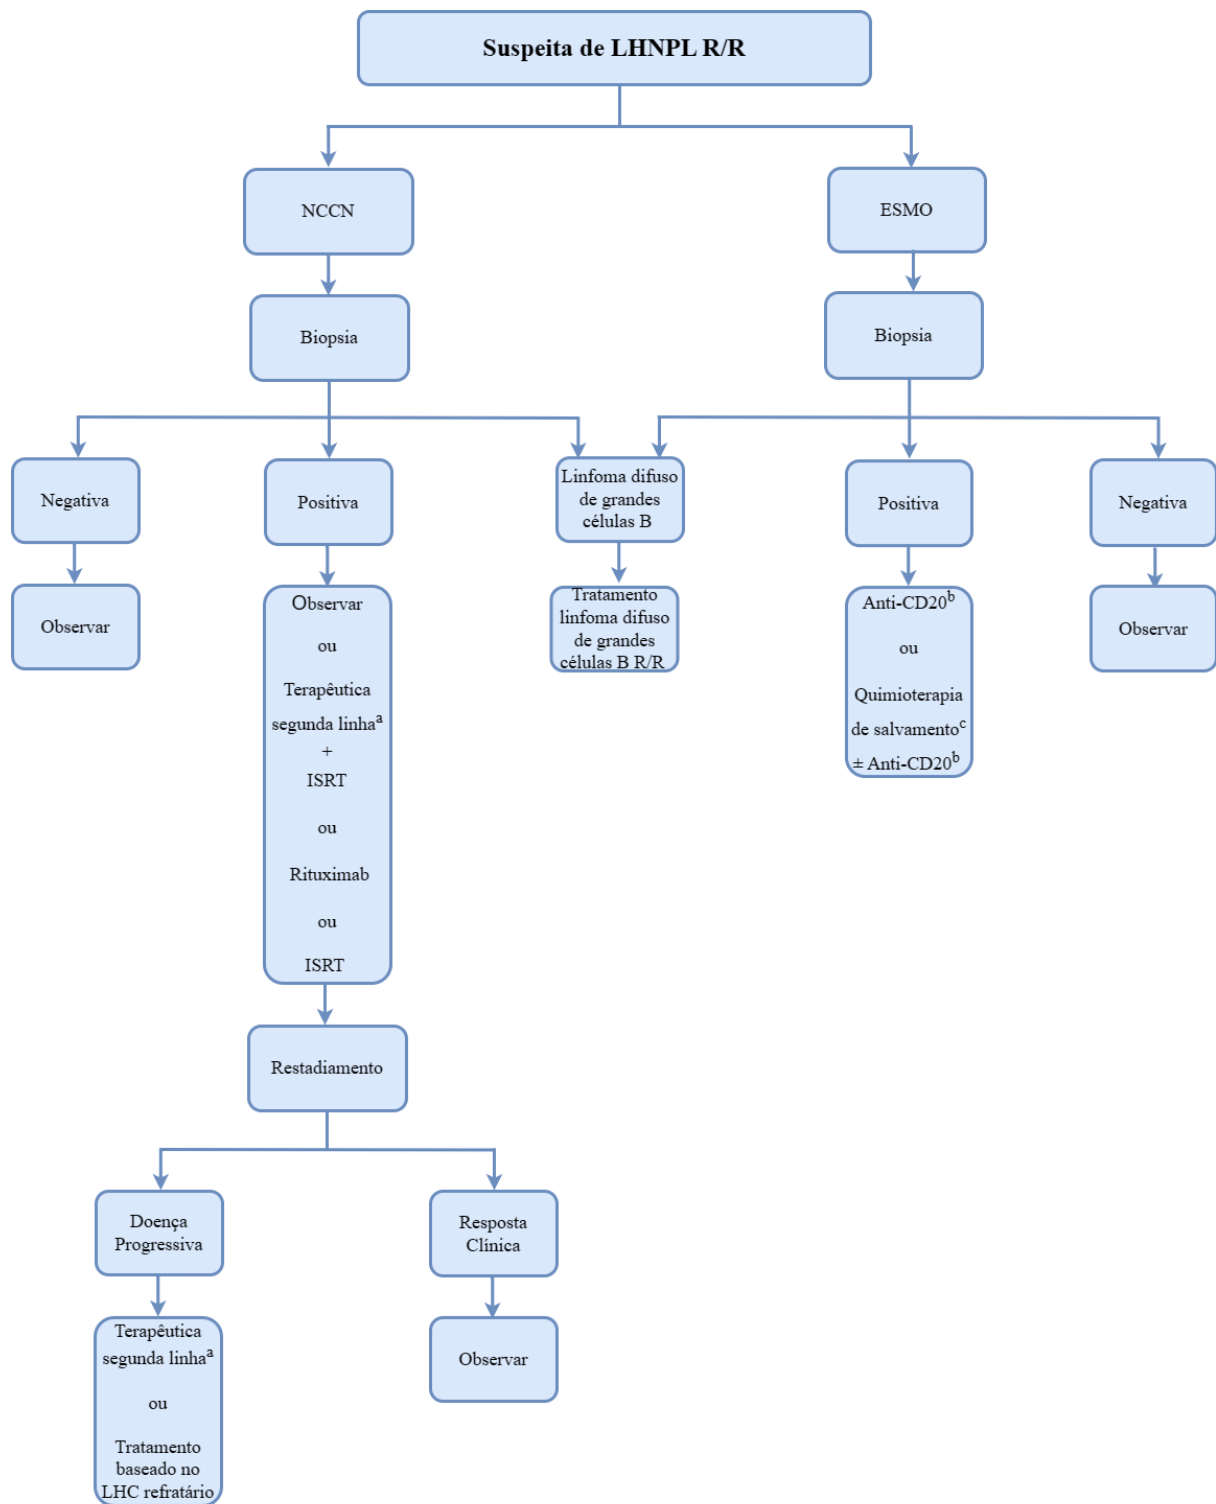 Suspeita de LHNPL R/R
NCCN
ESMO
Biopsia
Biopsia
Negativa
Positiva
Linfoma difuso
de grandes
células B
Positiva
Negativa
Observar
Observar
ou
Terapêutica
segunda linhaᵃ
+
ISRT
ou
Rituximab
ou
ISRT
Tratamento
linfoma difuso
de grandes
células B R/R
Anti-CD20ᵇ
ou
Quimioterapia
de salvamentoᶜ
± Anti-CD20ᵇ
Observar
Restadiamento
Doença
Progressiva
Resposta
Clínica
Terapêutica
segunda linhaᵃ
ou
Tratamento
baseado no
LHC refratário
Observar